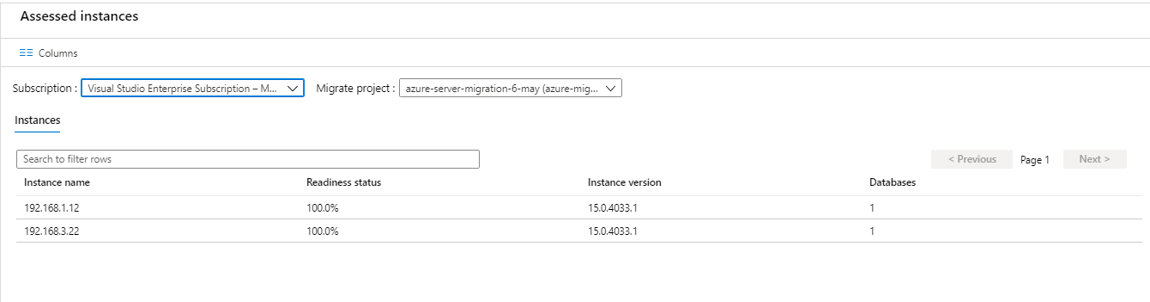 Assessed instances
Columns
Subscription : Visual Studio Enterprise Subscription – M... Migrate project : azure-server-migration-6-may (azure-mig...
Instances
Search to filter rows < Previous Page 1 Next >
Instance name Readiness status Instance version Databases
192.168.1.12 100.0% 15.0.4033.1 1
192.168.3.22 100.0% 15.0.4033.1 1